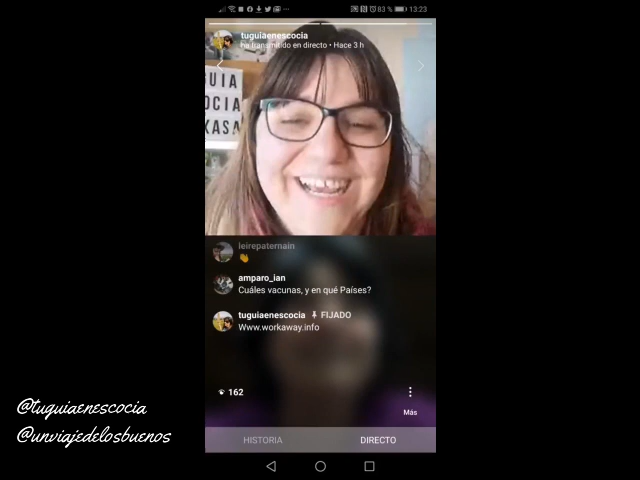 83 %
13:23
tuguiaenescocia
ha transmitido en directo • Hace 3 h
UIA
OCIA
KASA
leirepaternain
👏
amparo_ian
Cuáles vacunas, y en qué Países?
tuguiaenescocia FIJADO
Www.workaway.info
162
Más
@tuguiaenescocia
@unviajedelosbuenos
HISTORIA
DIRECTO